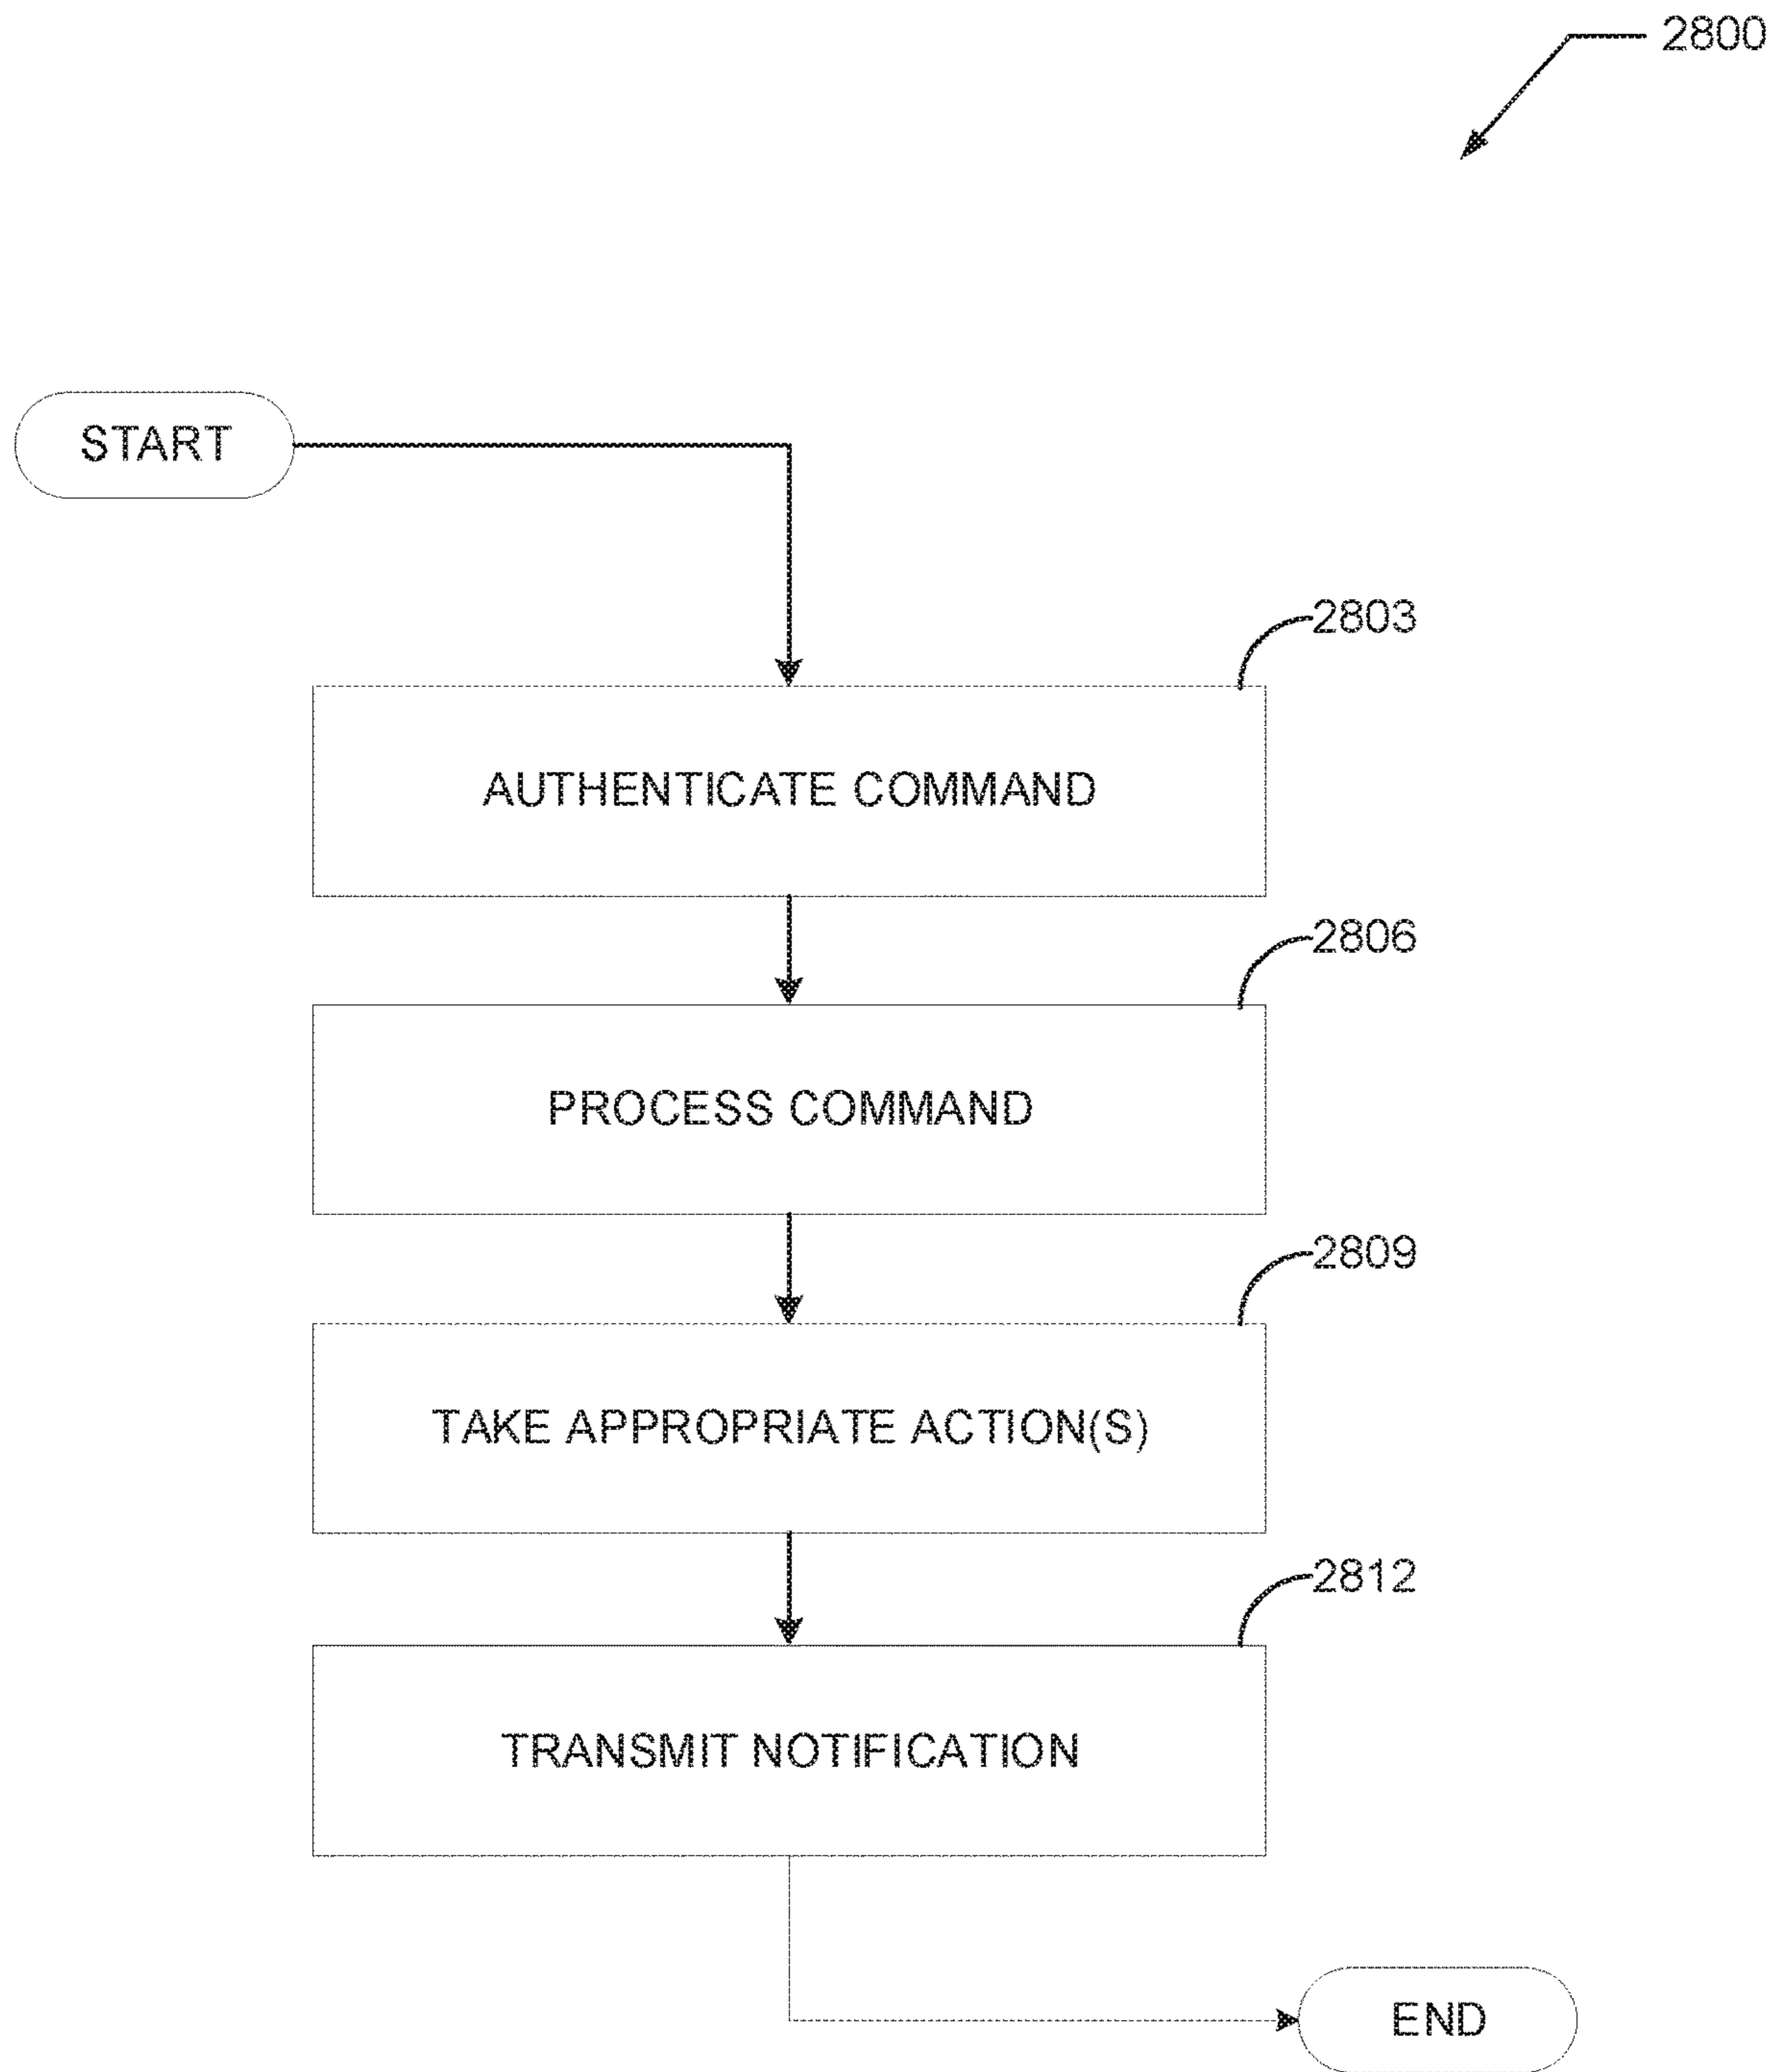 2800
START
2803
AUTHENTICATE COMMAND
2806
PROCESS COMMAND
2809
TAKE APPROPRIATE ACTION(S)
2812
TRANSMIT NOTIFICATION
END